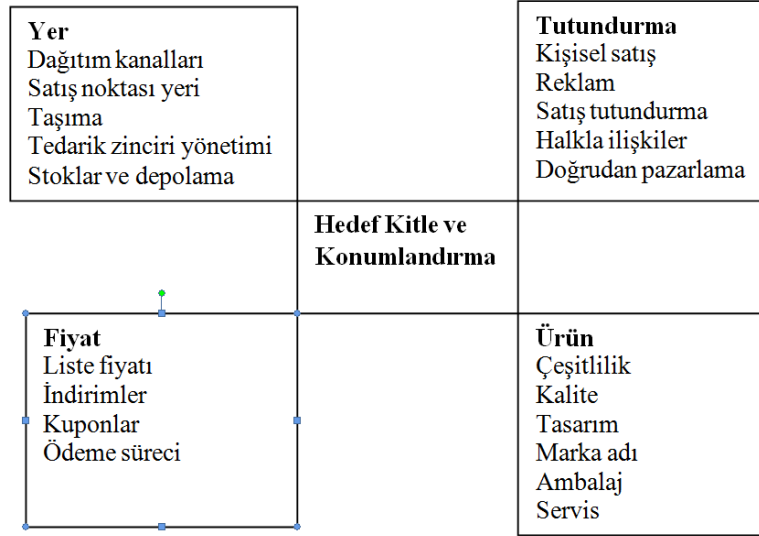 Yer
Dağıtım kanalları
Satış noktası yeri
Taşıma
Tedarik zinciri yönetimi
Stoklar ve depolama
Tutundurma
Kişisel satış
Reklam
Satış tutundurma
Halkla ilişkiler
Doğrudan pazarlama
Hedef Kitle ve
Konumlandırma
Fiyat
Liste fiyatı
İndirimler
Kuponlar
Ödeme süreci
Ürün
Çeşitlilik
Kalite
Tasarım
Marka adı
Ambalaj
Servis